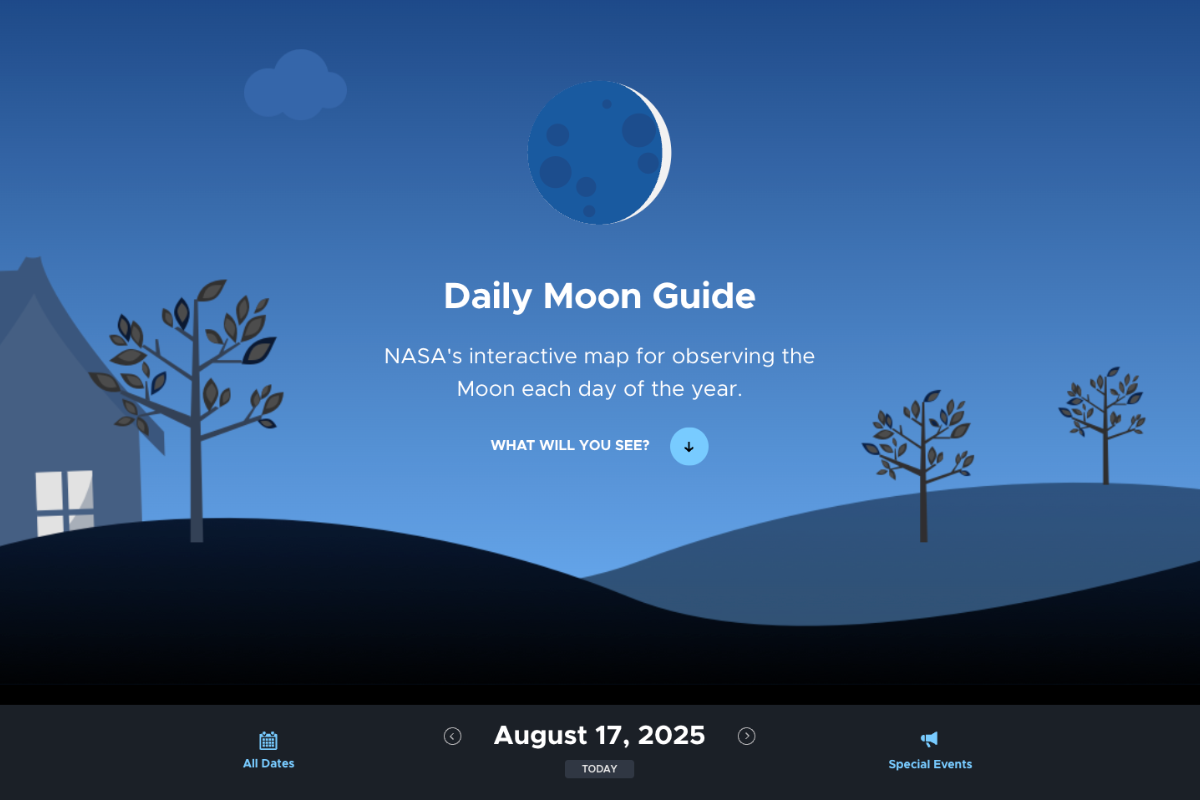 Daily Moon Guide
NASA's interactive map for observing the
Moon each day of the year.
WHAT WILL YOU SEE?
August 17, 2025
TODAY
All Dates
Special Events